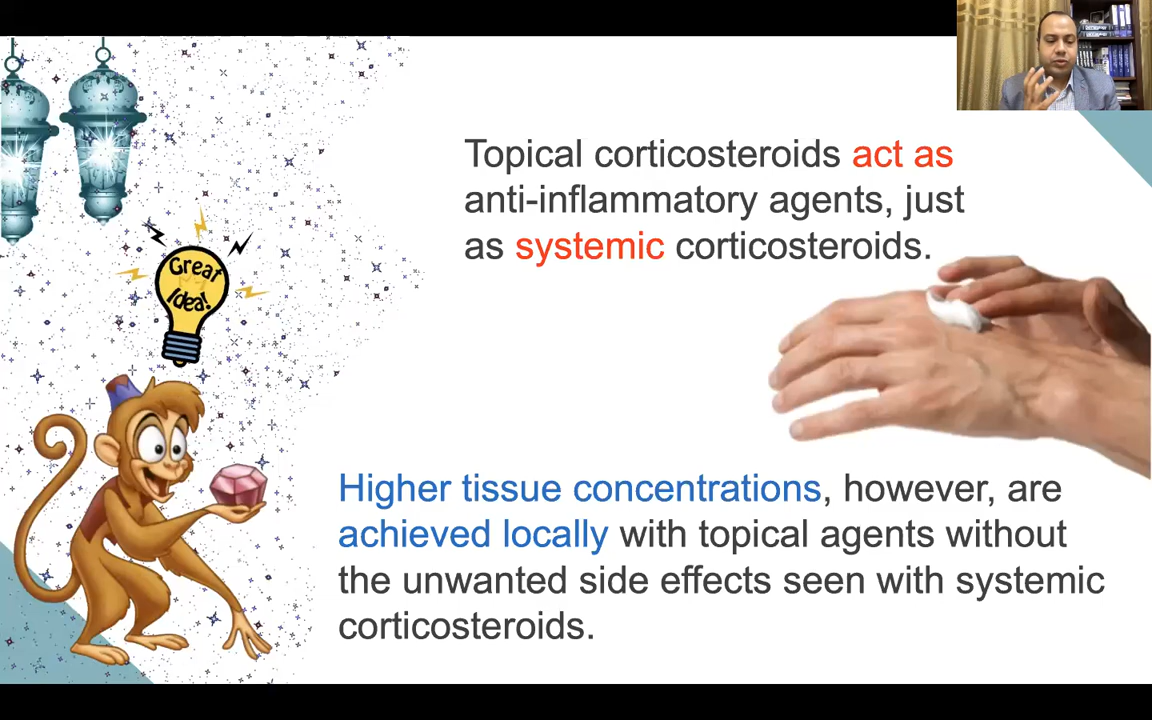 Topical corticosteroids act as
anti-inflammatory agents, just
as systemic corticosteroids.
Great
Idea!
Higher tissue concentrations, however, are
achieved locally with topical agents without
the unwanted side effects seen with systemic
corticosteroids.